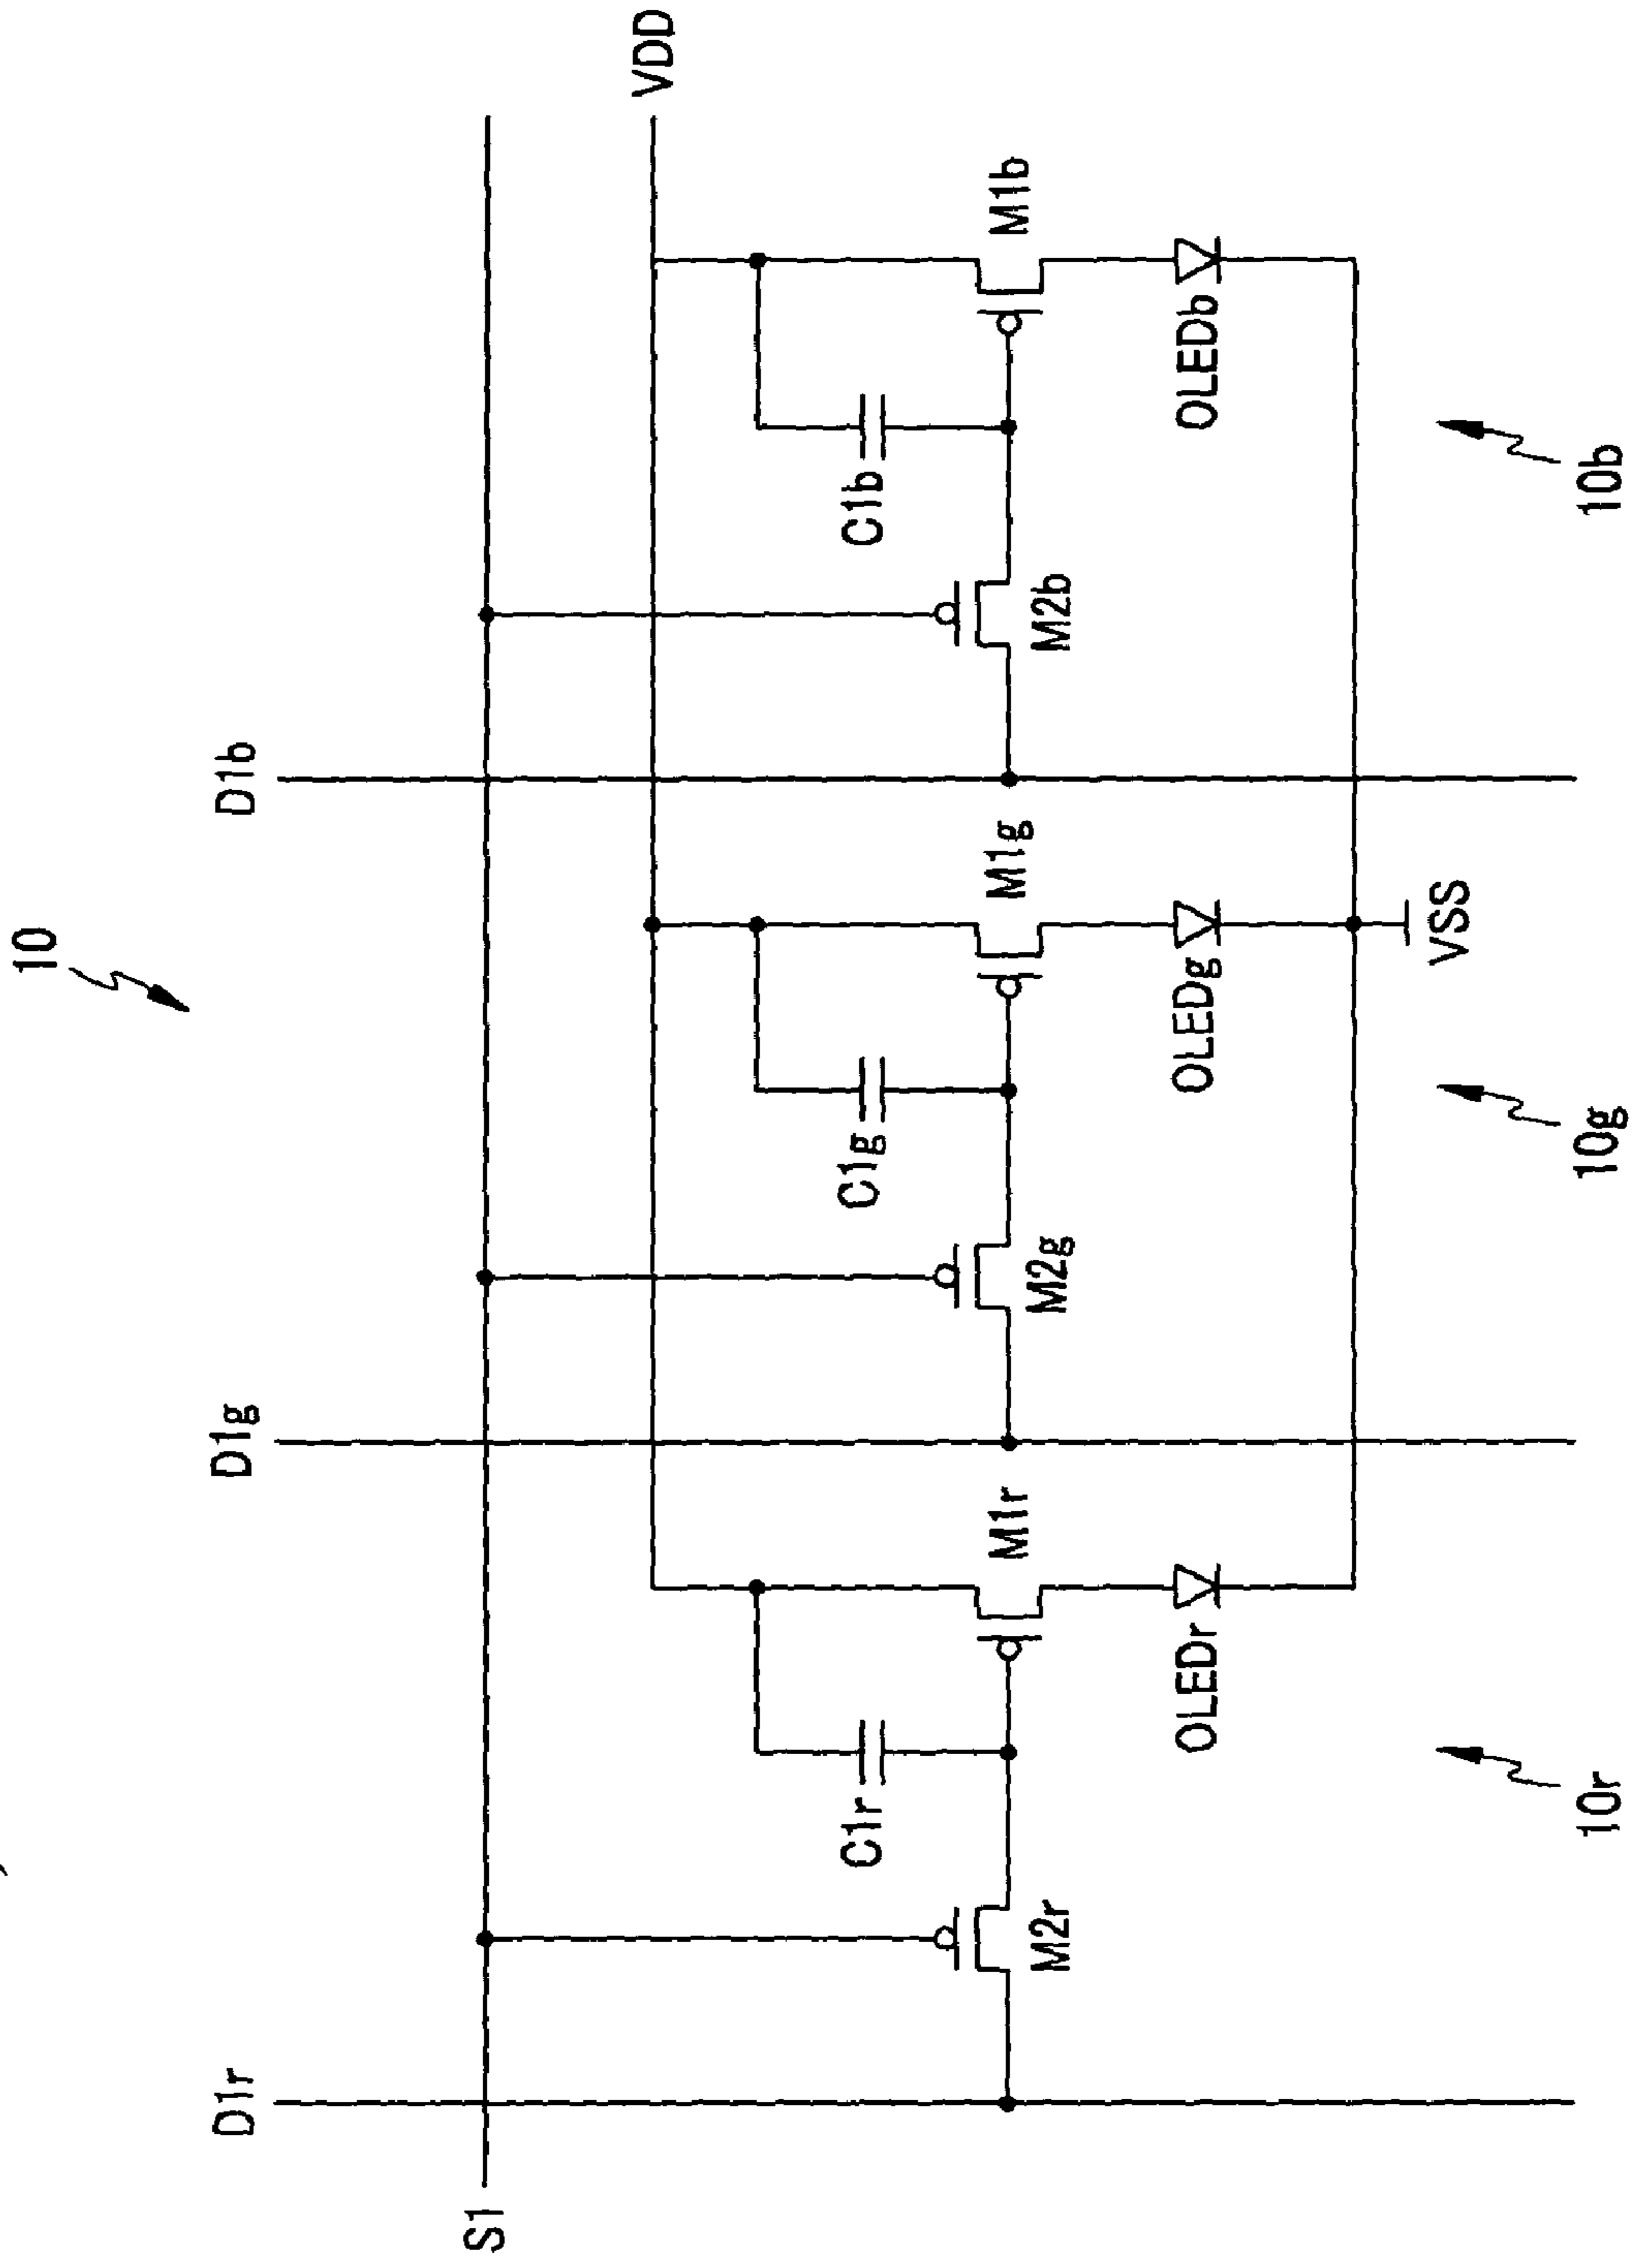 10
D1r
D1g
D1b
S1
VDD
C1r
C1g
C1b
M2r
M1r
M2g
M1g
M2b
M1b
OLEDr
OLEDg
OLEDb
VSS
10r
10g
10b